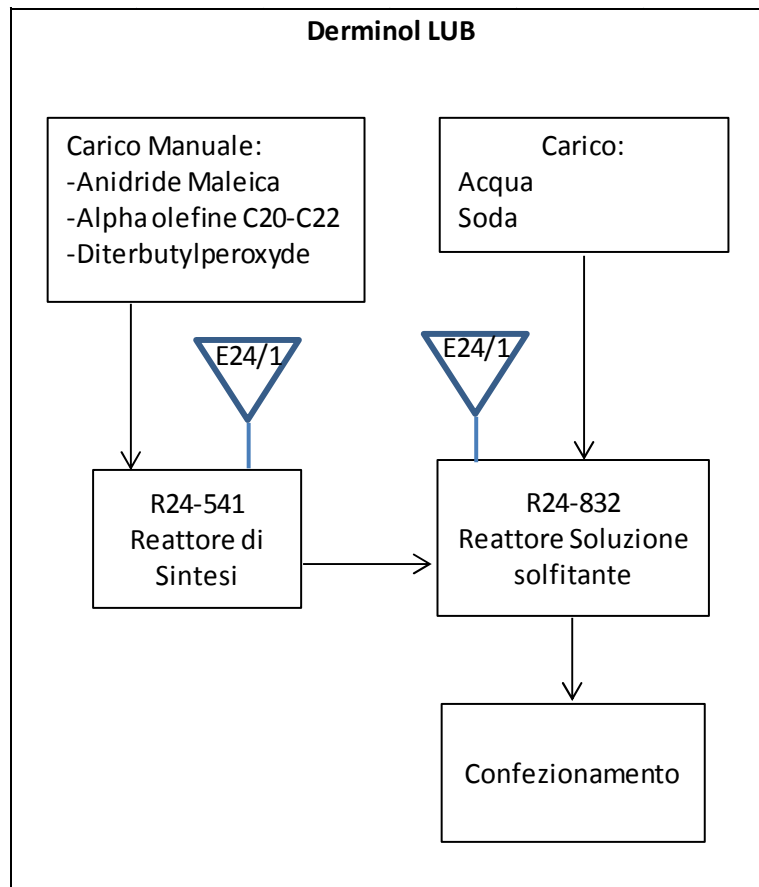 Derminol LUB
Carico Manuale:
-Anidride Maleica
-Alpha olefine C20-C22
-Diterbutylperoxyde
Carico:
Acqua
Soda
E24/1
E24/1
R24-541
Reattore di
Sintesi
R24-832
Reattore Soluzione
solfitante
Confezionamento